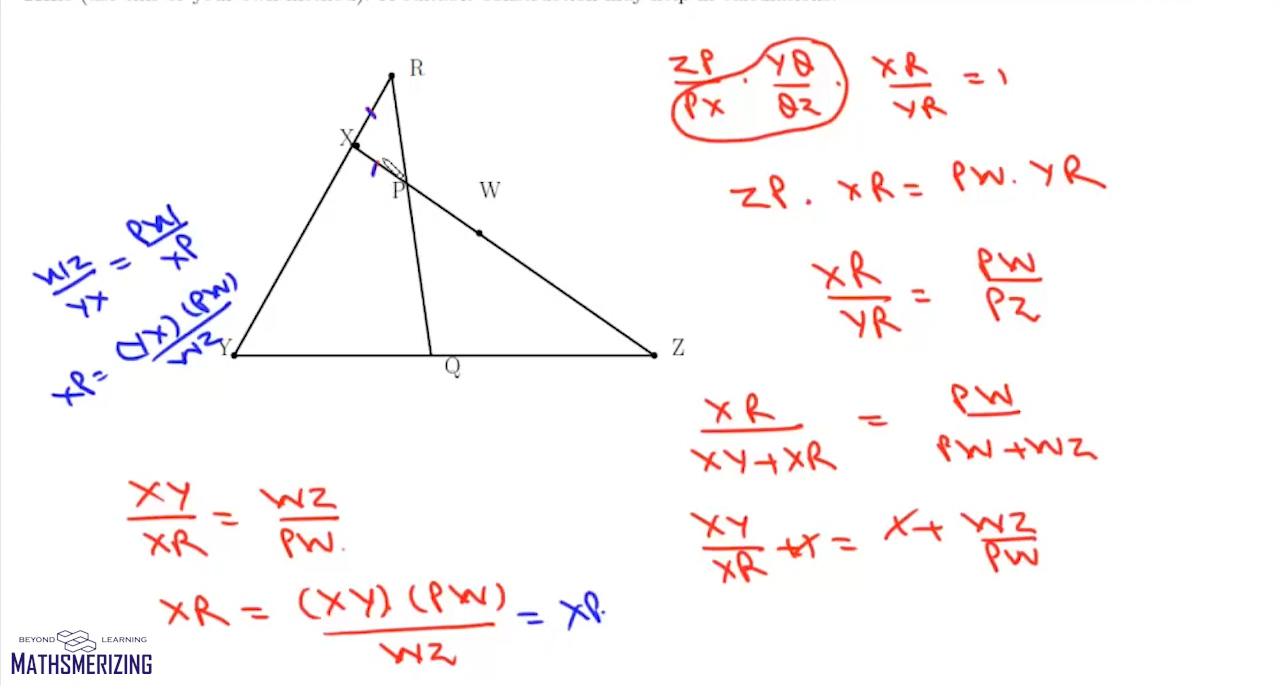 R
X
P
W
Y
Q
Z
ZP/PX · YQ/QZ · XR/YR = 1
ZP · XR = PW · YR
XR/YR = PW/PZ
XR/(XY+XR) = PW/(PW+WZ)
XY/XR + 1 = 1 + WZ/PW
WZ/YX = PW/XP
XP = (YX)(PW)/WZ
XY/XR = WZ/PW.
XR = (XY)(PW)/WZ = XP.
BEYOND LEARNING
MATHSMERIZING